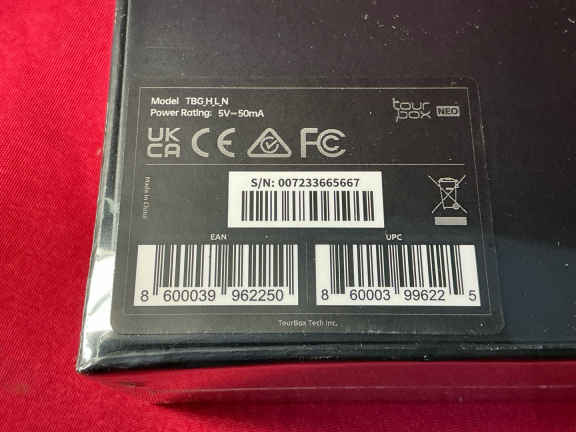 Model TBG_H_L_N
Power Rating: 5V⎓50mA
tour
box NEO
UK
CA CE FC
Made in China
S/N: 007233665667
EAN
8 600039 962250
UPC
8 60003 99622 5
TourBox Tech Inc.